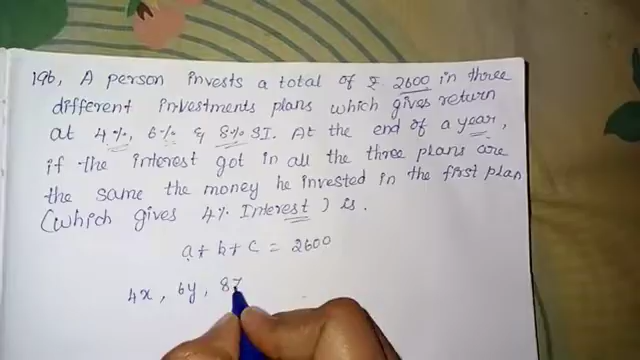 196, A person invests a total of ₹ 2600 in three
different investments plans which gives return
at 4%, 6% & 8% SI. At the end of a year,
if the interest got in all the three plans are
the same the money he invested in the first plan
(which gives 4% Interest) is.
a + b + c = 2600
4x, 6y, 8z